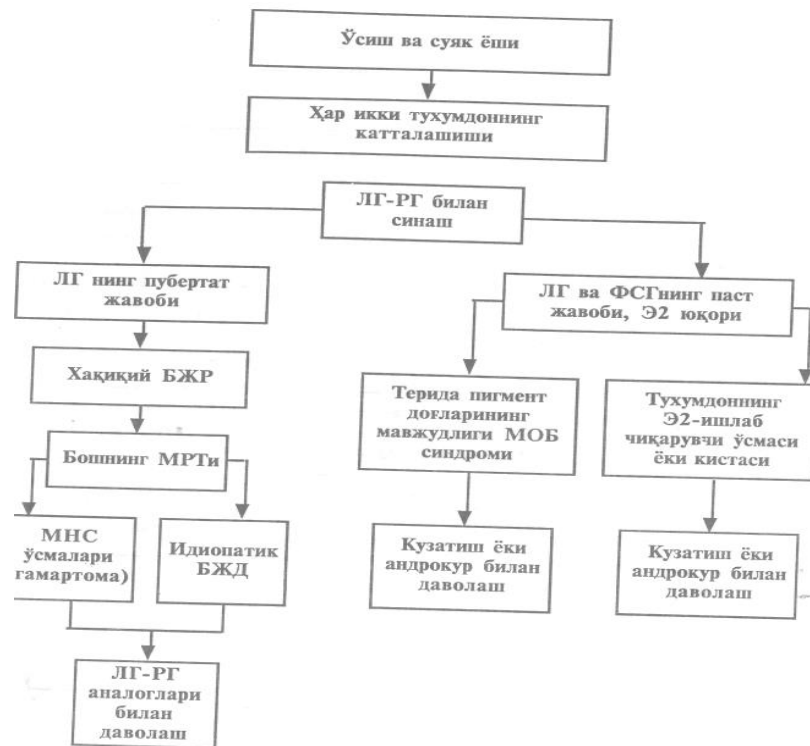 Ўсиш ва суяк ёши
Ҳар икки тухумдоннинг
катталашиши
ЛГ-РГ билан
синаш
ЛГ нинг пубертат
жавоби
ЛГ ва ФСГнинг паст
жавоби, Э2 юқори
Хақиқий БЖР
Терида пигмент
доғларининг
мавжудлиги МОБ
синдроми
Тухумдоннинг
Э2-ишлаб
чиқарувчи ўсмаси
ёки кистаси
Бошнинг МРТи
МНС
ўсмалари
гамартома)
Идиопатик
БЖД
Кузатиш ёки
андрокур билан
даволаш
Кузатиш ёки
андрокур билан
даволаш
ЛГ-РГ
аналоглари
билан
даволаш